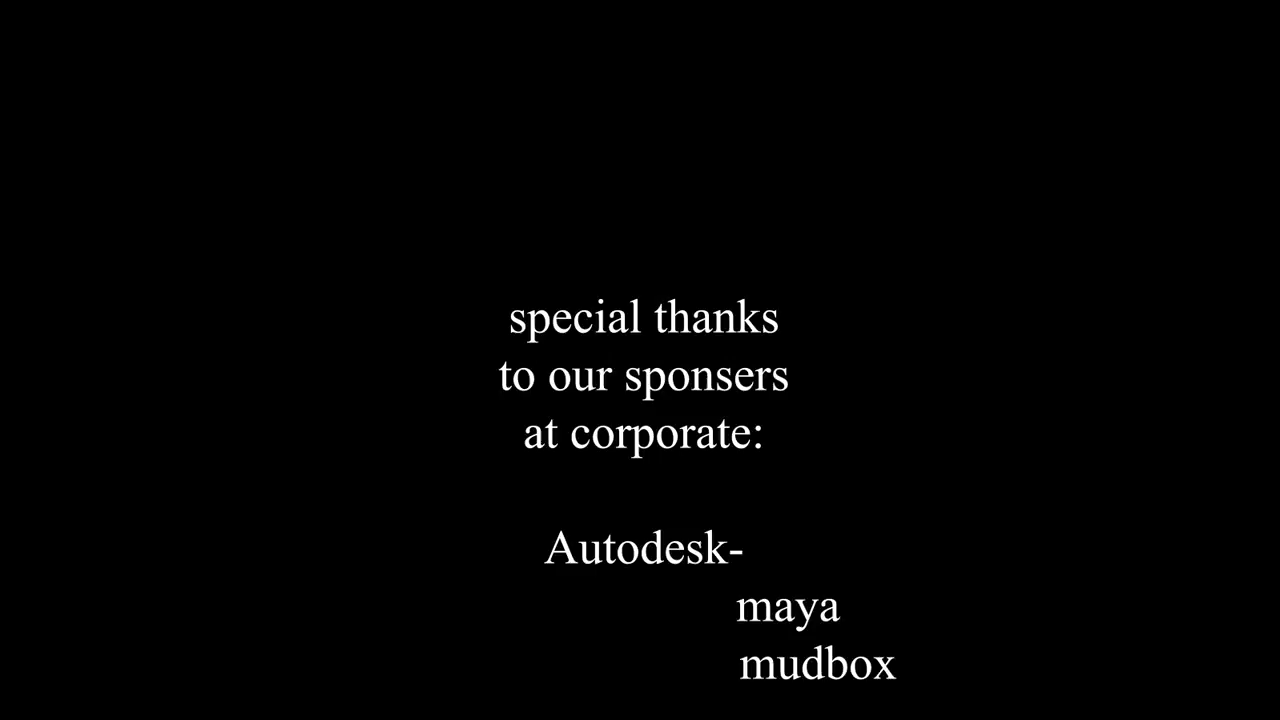 special thanks
to our sponsers
at corporate:
Autodesk-
maya
mudbox